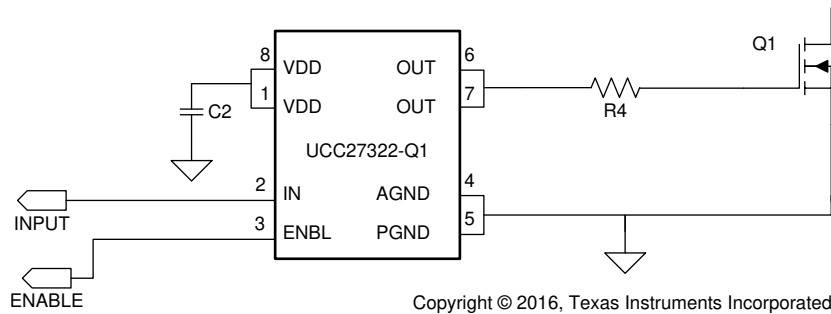 Q1
8
VDD
OUT
6
1
VDD
OUT
7
C2
R4
UCC27322-Q1
2
IN
AGND
4
INPUT
3
ENBL
PGND
5
ENABLE
Copyright © 2016, Texas Instruments Incorporated